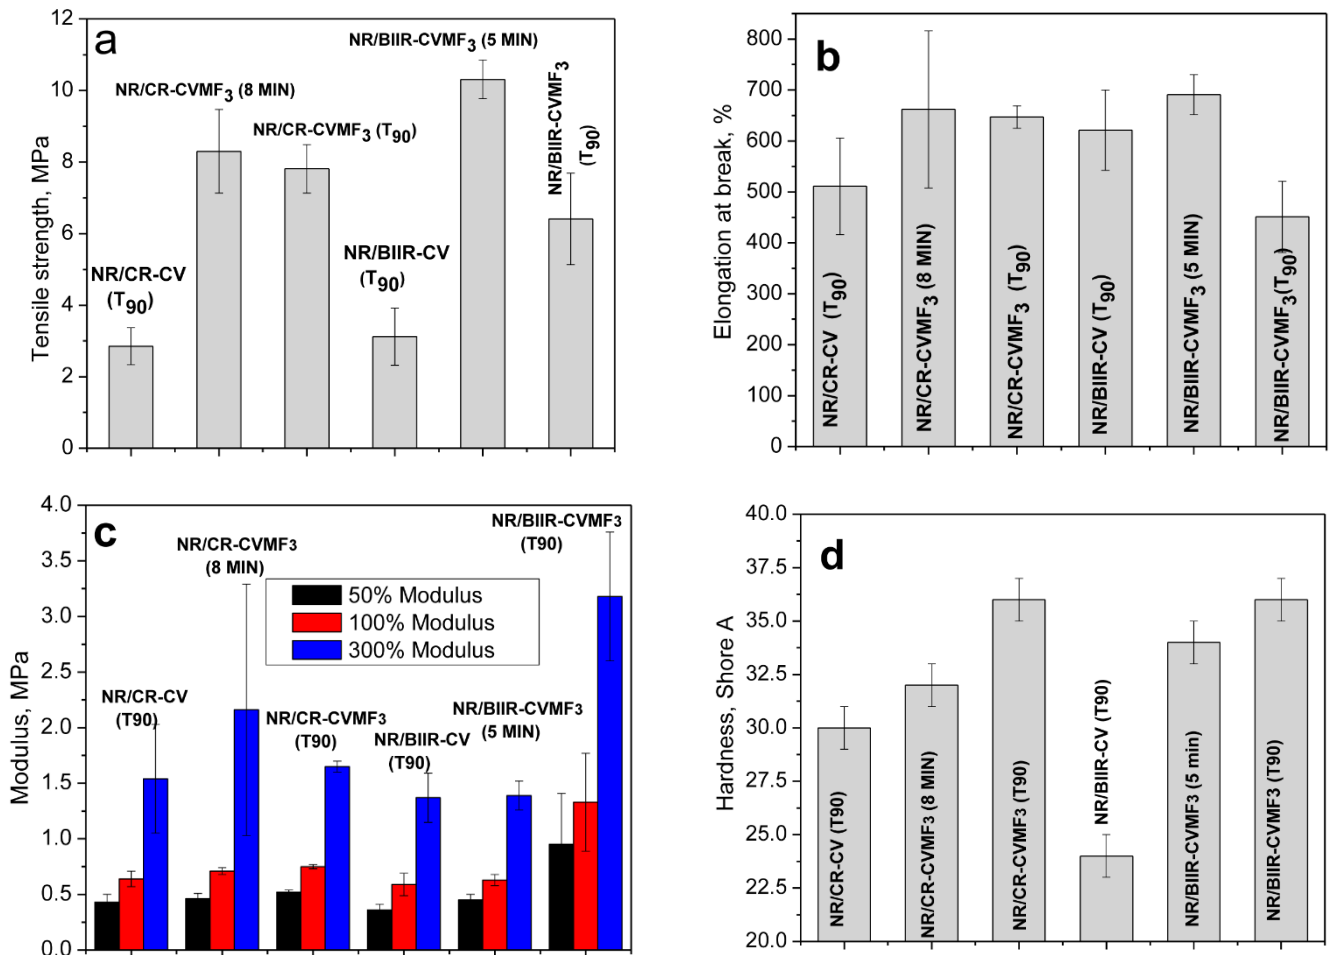 a
Tensile strength, MPa
12
10
8
6
4
2
0
NR/CR-CV
(T90)
NR/CR-CVMF3 (8 MIN)
NR/CR-CVMF3 (T90)
NR/BIIR-CV
(T90)
NR/BIIR-CVMF3 (5 MIN)
NR/BIIR-CVMF3
(T90)
b
Elongation at break, %
800
700
600
500
400
300
200
100
0
NR/CR-CV (T90)
NR/CR-CVMF3 (8 MIN)
NR/CR-CVMF3 (T90)
NR/BIIR-CV (T90)
NR/BIIR-CVMF3 (5 MIN)
NR/BIIR-CVMF3(T90)
c
Modulus, MPa
4.0
3.5
3.0
2.5
2.0
1.5
1.0
0.5
0.0
50% Modulus
100% Modulus
300% Modulus
NR/CR-CV
(T90)
NR/CR-CVMF3
(8 MIN)
NR/CR-CVMF3
(T90)
NR/BIIR-CV
(T90)
NR/BIIR-CVMF3
(5 MIN)
NR/BIIR-CVMF3
(T90)
d
Hardness, Shore A
40.0
37.5
35.0
32.5
30.0
27.5
25.0
22.5
20.0
NR/CR-CV (T90)
NR/CR-CVMF3 (8 MIN)
NR/CR-CVMF3 (T90)
NR/BIIR-CV (T90)
NR/BIIR-CVMF3 (5 min)
NR/BIIR-CVMF3 (T90)